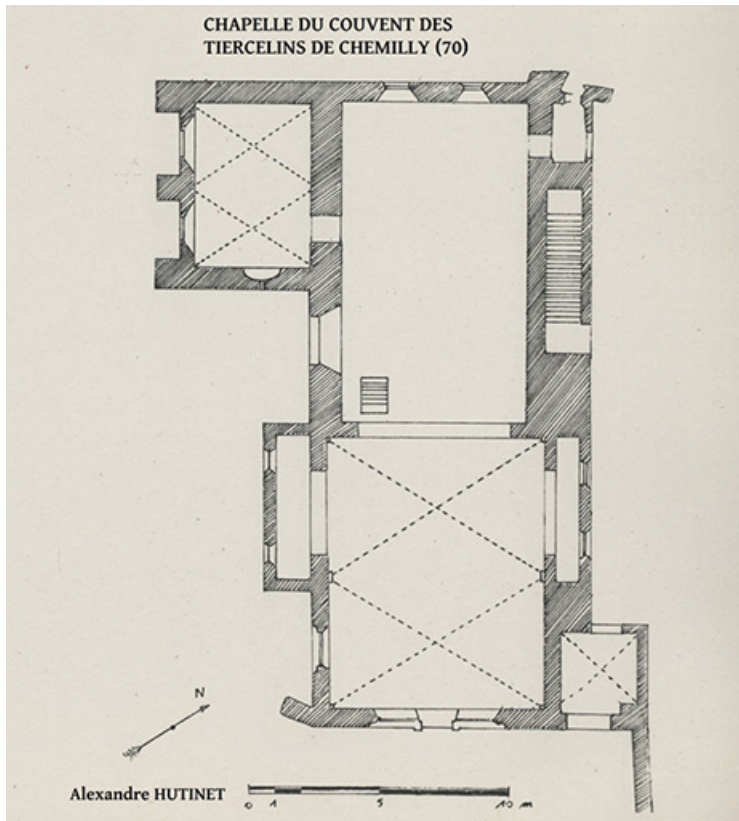 CHAPELLE DU COUVENT DES
TIERCELINS DE CHEMILLY (70)
N
Alexandre HUTINET
0 1 5 10 m